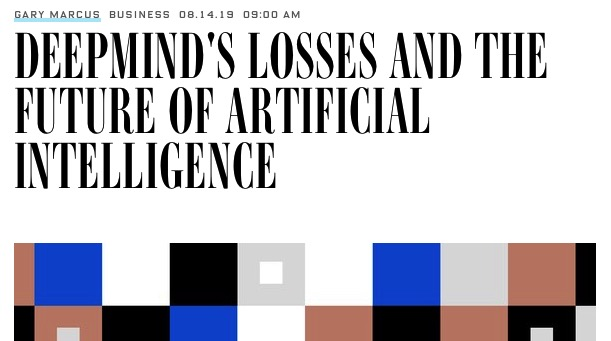 GARY MARCUS BUSINESS 08.14.19 09:00 AM
DEEPMIND'S LOSSES AND THE
FUTURE OF ARTIFICIAL
INTELLIGENCE